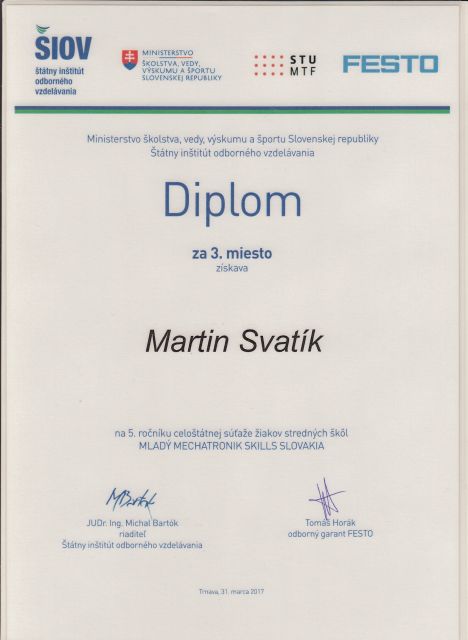 ŠIOV
štátny inštitút
odborného
vzdelávania
MINISTERSTVO
ŠKOLSTVA, VEDY,
VÝSKUMU A ŠPORTU
SLOVENSKEJ REPUBLIKY
STU
MTF
FESTO
Ministerstvo školstva, vedy, výskumu a športu Slovenskej republiky
Štátny inštitút odborného vzdelávania
Diplom
za 3. miesto
získava
Martin Svatík
na 5. ročníku celoštátnej súťaže žiakov stredných škôl
MLADÝ MECHATRONIK SKILLS SLOVAKIA
MBartók
JUDr. Ing. Michal Bartók
riaditeľ
Štátny inštitút odborného vzdelávania
Tomáš Horák
odborný garant FESTO
Trnava, 31. marca 2017